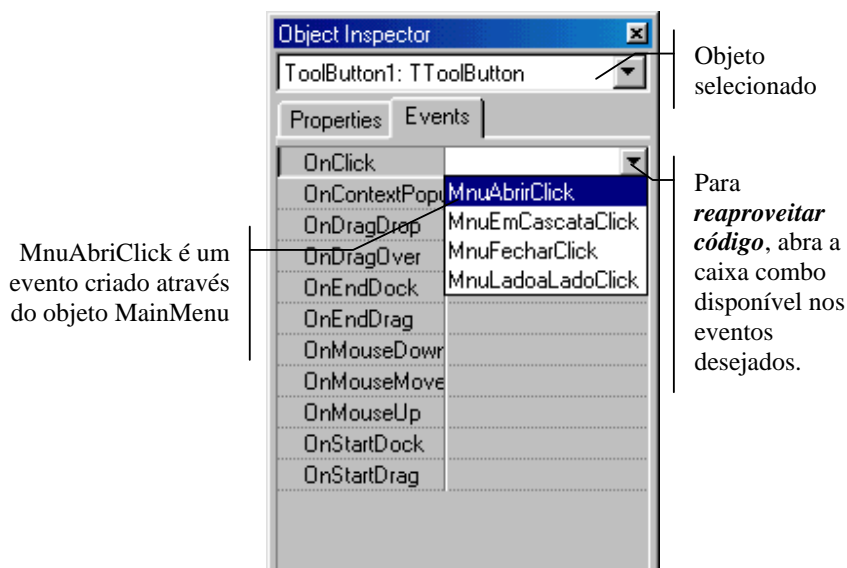 Object Inspector
ToolButton1: TToolButton
Properties
Events
OnClick
MnuAbrirClick
MnuEmCascataClick
MnuFecharClick
MnuLadoaLadoClick
OnContextPopu
OnDragDrop
OnDragOver
OnEndDock
OnEndDrag
OnMouseDown
OnMouseMove
OnMouseUp
OnStartDock
OnStartDrag
Objeto
selecionado
Para
reaproveitar
código, abra a
caixa combo
disponível nos
eventos
desejados.
MnuAbriClick é um
evento criado através
do objeto MainMenu